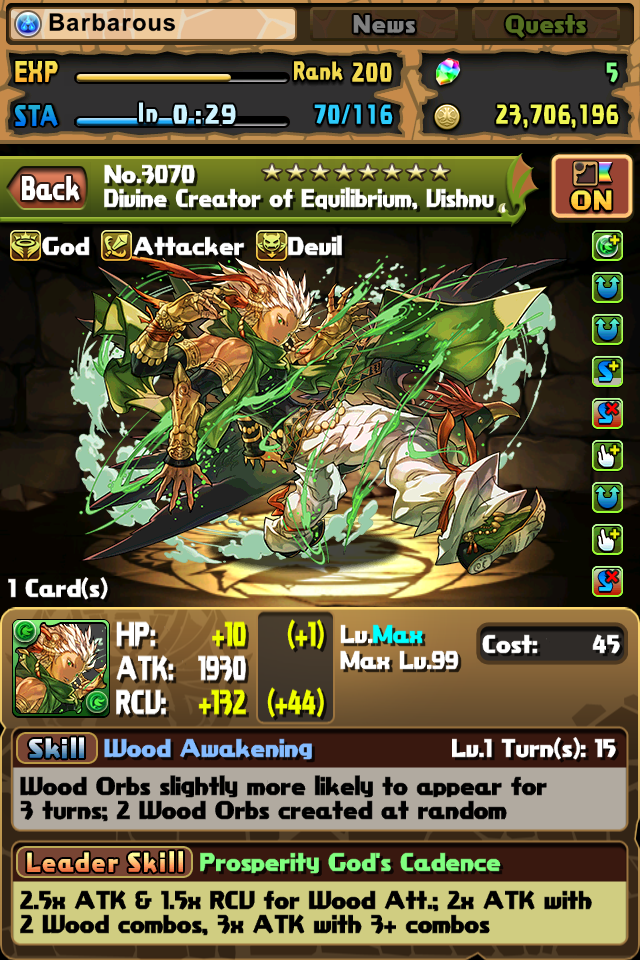 Barbarous
News
Quests
EXP
Rank 200
5
STA
In 0:29
70/116
23,706,196
Back
No.3070
★★★★★★★★
Divine Creator of Equilibrium, Vishnu
ON
God
Attacker
Devil
1 Card(s)
HP: +10 (+1)
Lv.Max
Cost: 45
ATK: 1930
Max Lv.99
RCV: +132 (+44)
Skill Wood Awakening Lv.1 Turn(s): 15
Wood Orbs slightly more likely to appear for
3 turns; 2 Wood Orbs created at random
Leader Skill Prosperity God's Cadence
2.5x ATK & 1.5x RCV for Wood Att.; 2x ATK with
2 Wood combos, 3x ATK with 3+ combos